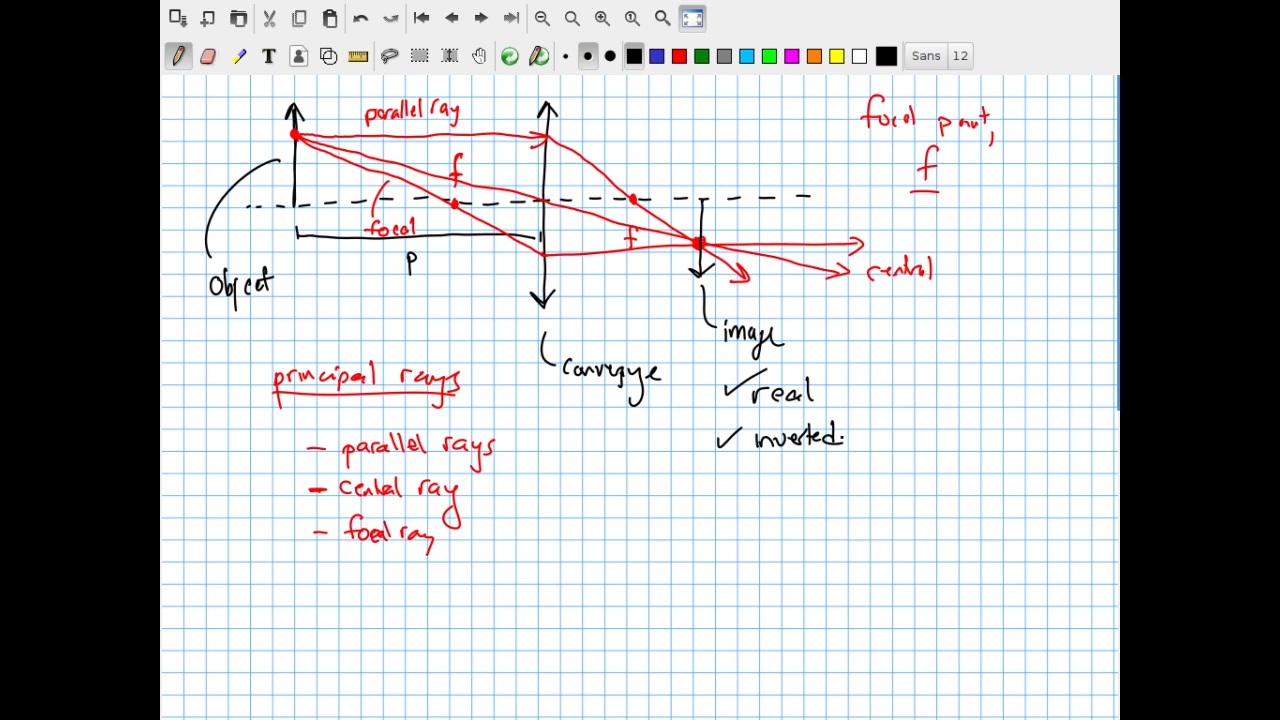 T
Sans 12
parallel ray
focal point,
f
f
focal
f
p
central
object
image
converge
real
inverted
principal rays
- parallel rays
- central ray
- focal ray